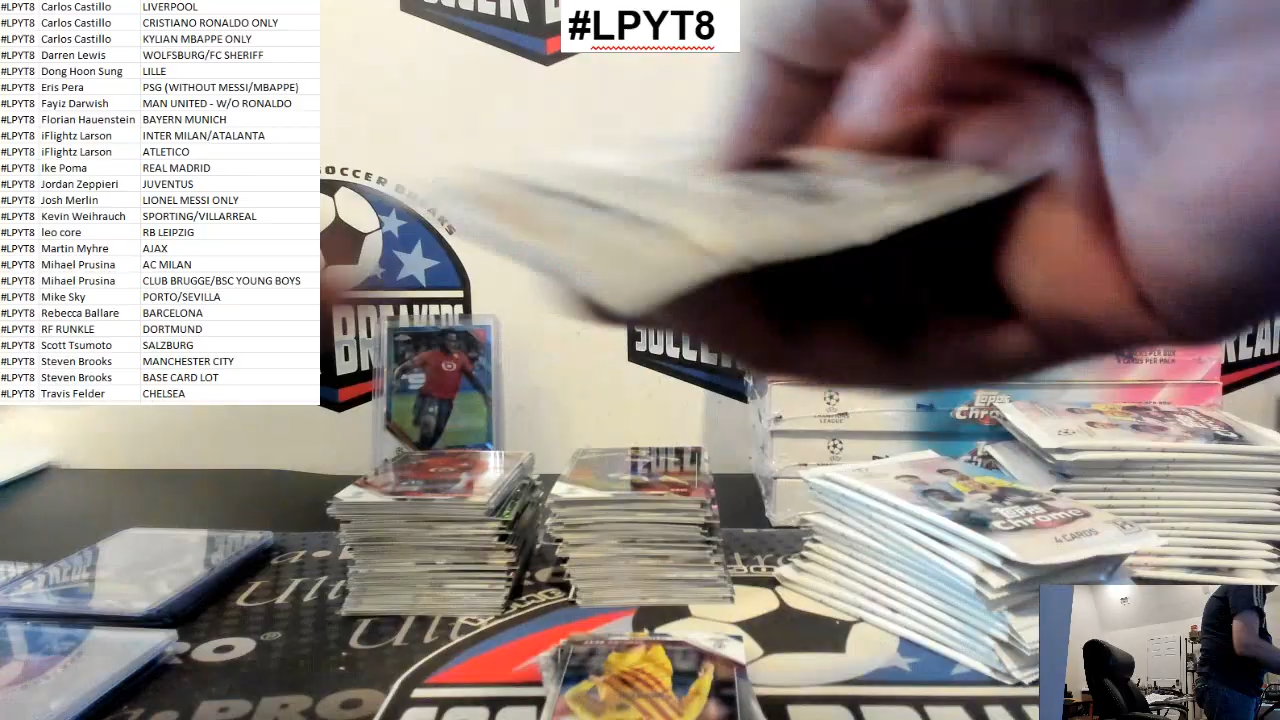 #LPYT8 Carlos Castillo LIVERPOOL
#LPYT8 Carlos Castillo CRISTIANO RONALDO ONLY
#LPYT8 Carlos Castillo KYLIAN MBAPPE ONLY
#LPYT8 Darren Lewis WOLFSBURG/FC SHERIFF
#LPYT8 Dong Hoon Sung LILLE
#LPYT8 Eris Pera PSG (WITHOUT MESSI/MBAPPE)
#LPYT8 Fayiz Darwish MAN UNITED - W/O RONALDO
#LPYT8 Florian Hauenstein BAYERN MUNICH
#LPYT8 iFlightz Larson INTER MILAN/ATALANTA
#LPYT8 iFlightz Larson ATLETICO
#LPYT8 Ike Poma REAL MADRID
#LPYT8 Jordan Zeppieri JUVENTUS
#LPYT8 Josh Merlin LIONEL MESSI ONLY
#LPYT8 Kevin Weihrauch SPORTING/VILLARREAL
#LPYT8 leo core RB LEIPZIG
#LPYT8 Martin Myhre AJAX
#LPYT8 Mihael Prusina AC MILAN
#LPYT8 Mihael Prusina CLUB BRUGGE/BSC YOUNG BOYS
#LPYT8 Mike Sky PORTO/SEVILLA
#LPYT8 Rebecca Ballare BARCELONA
#LPYT8 RF RUNKLE DORTMUND
#LPYT8 Scott Tsumoto SALZBURG
#LPYT8 Steven Brooks MANCHESTER CITY
#LPYT8 Steven Brooks BASE CARD LOT
#LPYT8 Travis Felder CHELSEA
#LPYT8
SOCCER BREAKS
BREAKERS
SOCCER
Topps
Chrome
4 CARDS